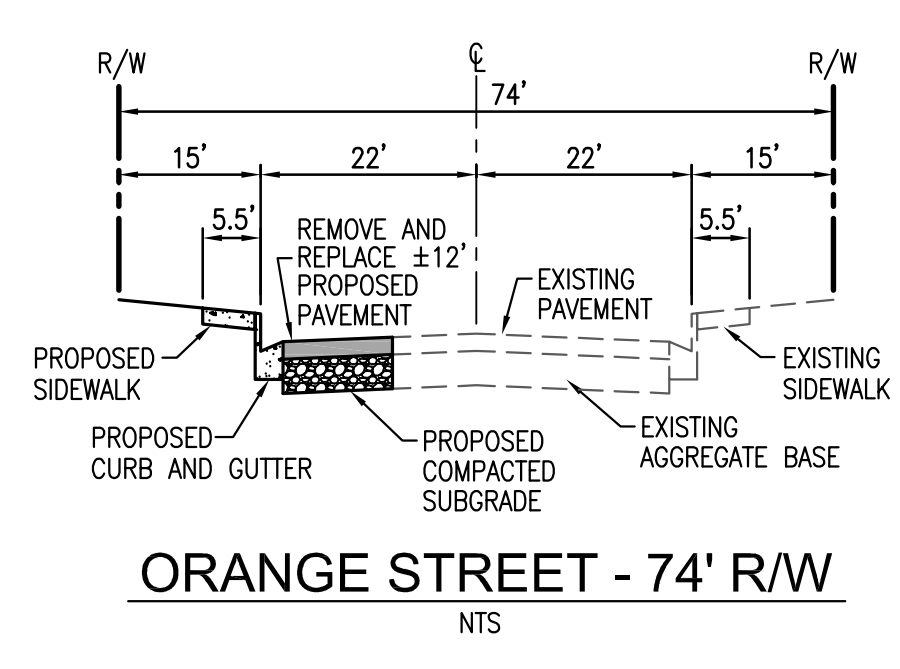 R/W ℄ R/W
74'
15' 22' 22' 15'
5.5' 5.5'
REMOVE AND
REPLACE ±12'
PROPOSED
PAVEMENT
EXISTING
PAVEMENT
PROPOSED
SIDEWALK
EXISTING
SIDEWALK
PROPOSED
CURB AND GUTTER
PROPOSED
COMPACTED
SUBGRADE
EXISTING
AGGREGATE BASE
ORANGE STREET - 74' R/W
NTS